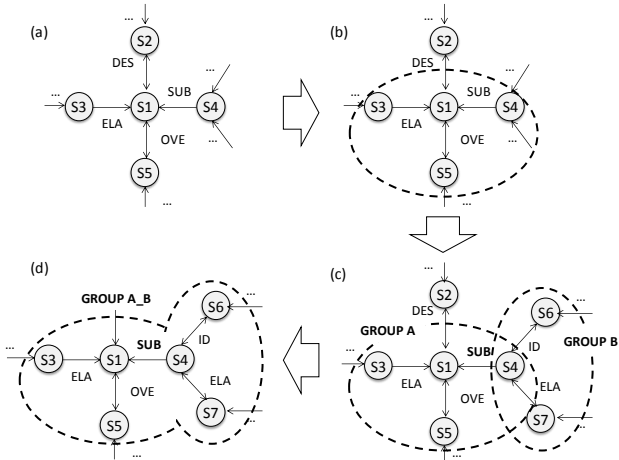 (a)
...
S2
DES
...
...
SUB
S3
S1
S4
ELA
...
OVE
S5
...
(b)
...
S2
DES
...
...
SUB
S3
S1
S4
ELA
...
OVE
S5
...
(c)
...
S2
DES
GROUP A
...
S6
...
GROUP B
ID
SUB
S3
S1
S4
ELA
ELA
OVE
S7
...
S5
...
(d)
GROUP A_B
...
S6
...
ID
SUB
S3
S1
S4
ELA
ELA
OVE
S7
...
S5
...